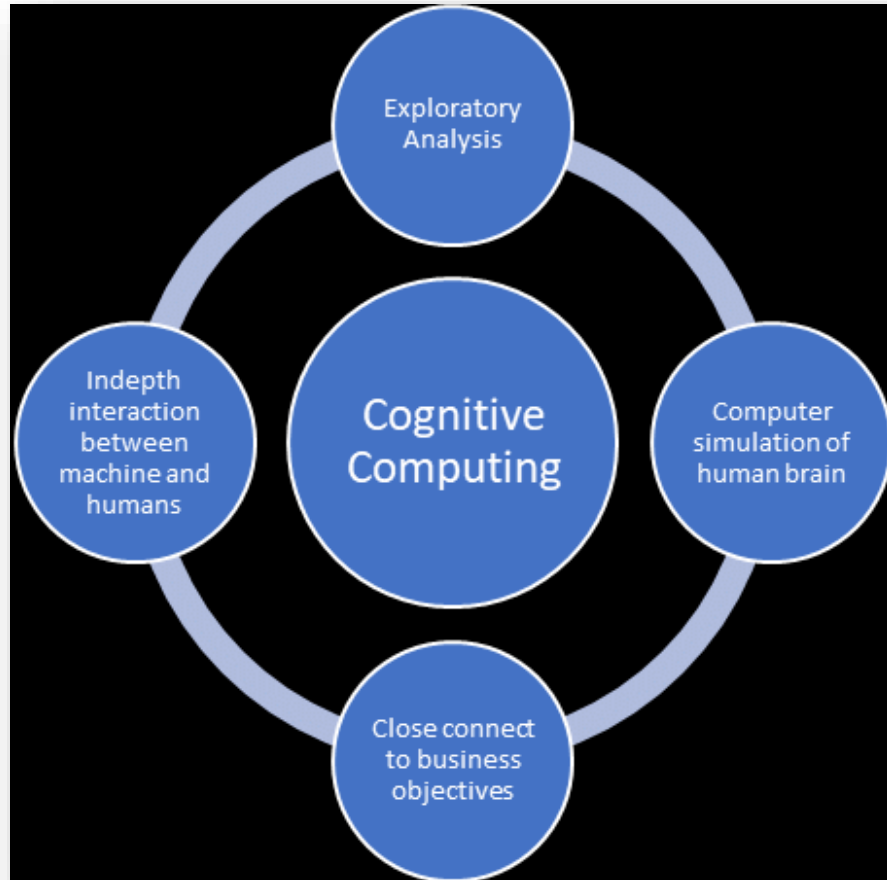 Exploratory
Analysis
Indepth
interaction
between
machine and
humans
Cognitive
Computing
Computer
simulation of
human brain
Close connect
to business
objectives